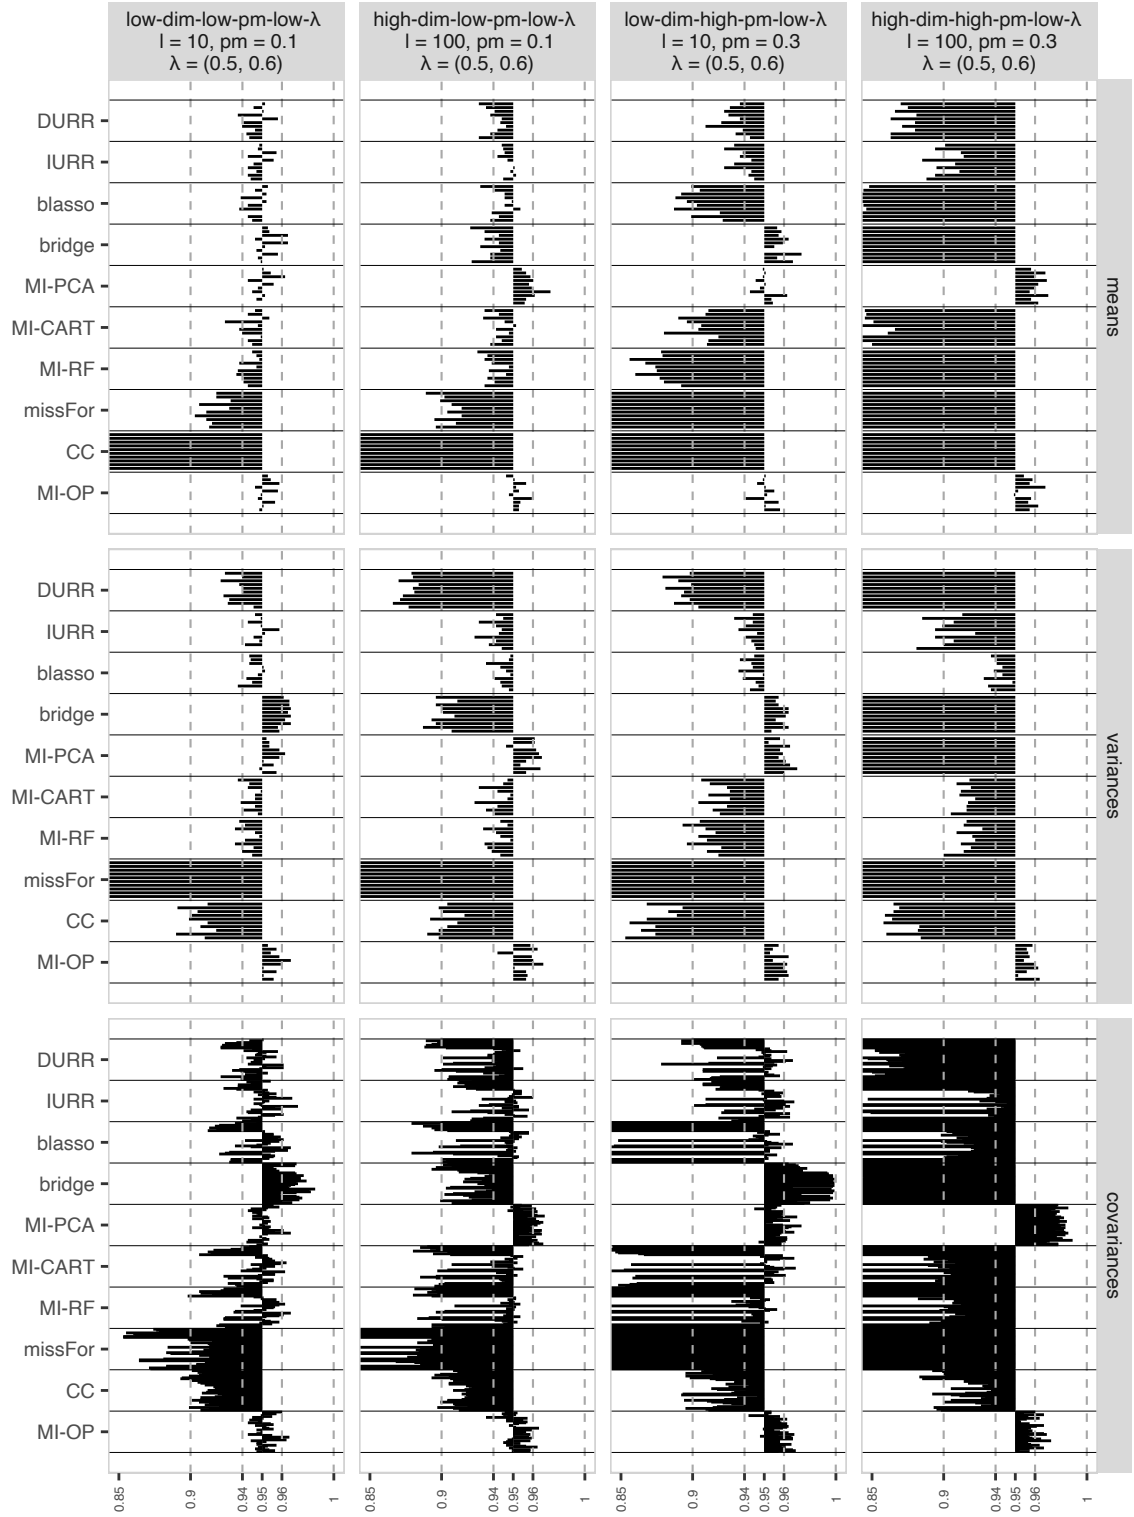 low-dim-low-pm-low-λ
l = 10, pm = 0.1
λ = (0.5, 0.6)
high-dim-low-pm-low-λ
l = 100, pm = 0.1
λ = (0.5, 0.6)
low-dim-high-pm-low-λ
l = 10, pm = 0.3
λ = (0.5, 0.6)
high-dim-high-pm-low-λ
l = 100, pm = 0.3
λ = (0.5, 0.6)
DURR
IURR
blasso
bridge
MI-PCA
MI-CART
MI-RF
missFor
CC
MI-OP
means
DURR
IURR
blasso
bridge
MI-PCA
MI-CART
MI-RF
missFor
CC
MI-OP
variances
DURR
IURR
blasso
bridge
MI-PCA
MI-CART
MI-RF
missFor
CC
MI-OP
covariances
0.85 0.9 0.94 0.95 0.96 1
0.85 0.9 0.94 0.95 0.96 1
0.9 0.94 0.95 0.96 1
0.9 0.94 0.95 0.96 1